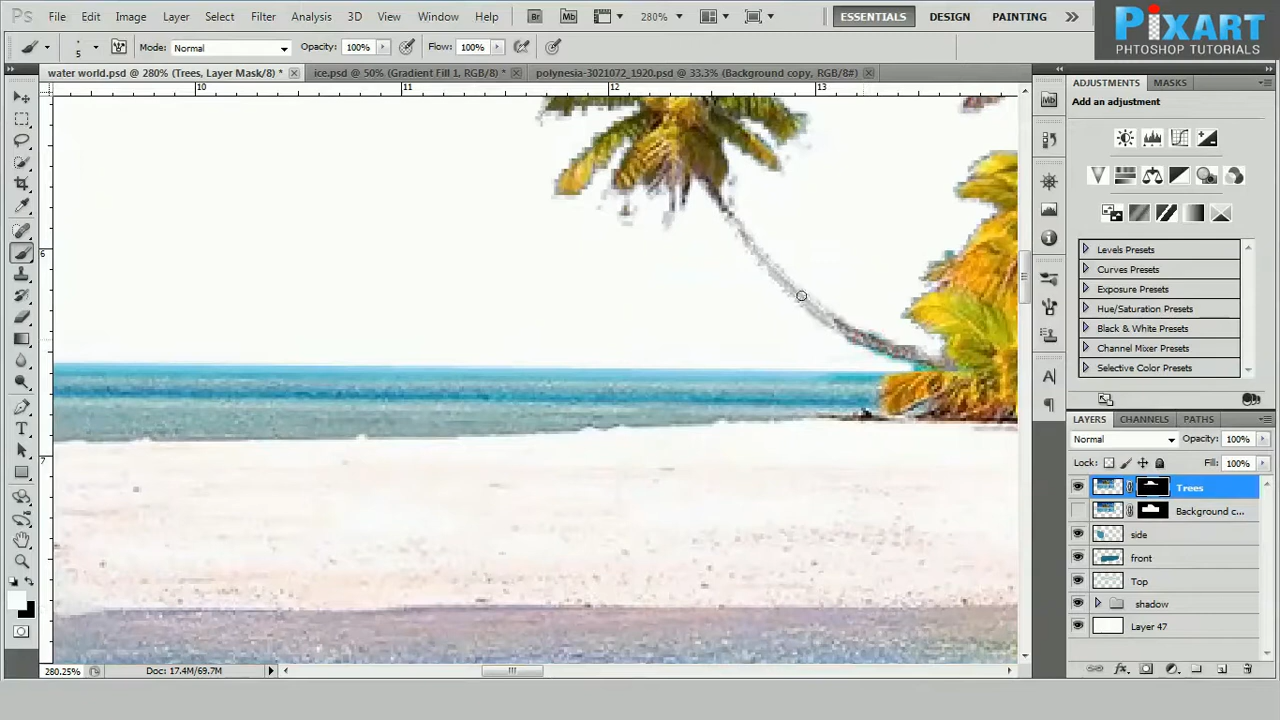 Ps File Edit Image Layer Select Filter Analysis 3D View Window Help Br Mb 280% ESSENTIALS DESIGN PAINTING
PiXART
PHTOSHOP TUTORIALS
5 Mode: Normal Opacity: 100% Flow: 100%
water world.psd @ 280% (Trees, Layer Mask/8) * ice.psd @ 50% (Gradient Fill 1, RGB/8) * polynesia-3021072_1920.psd @ 33.3% (Background copy, RGB/8#)
10 11 12 13
6
7
ADJUSTMENTS MASKS
Add an adjustment
Levels Presets
Curves Presets
Exposure Presets
Hue/Saturation Presets
Black & White Presets
Channel Mixer Presets
Selective Color Presets
LAYERS CHANNELS PATHS
Normal Opacity: 100%
Lock: Fill: 100%
Trees
Background c...
side
front
Top
shadow
Layer 47
280.25% Doc: 17.4M/69.7M